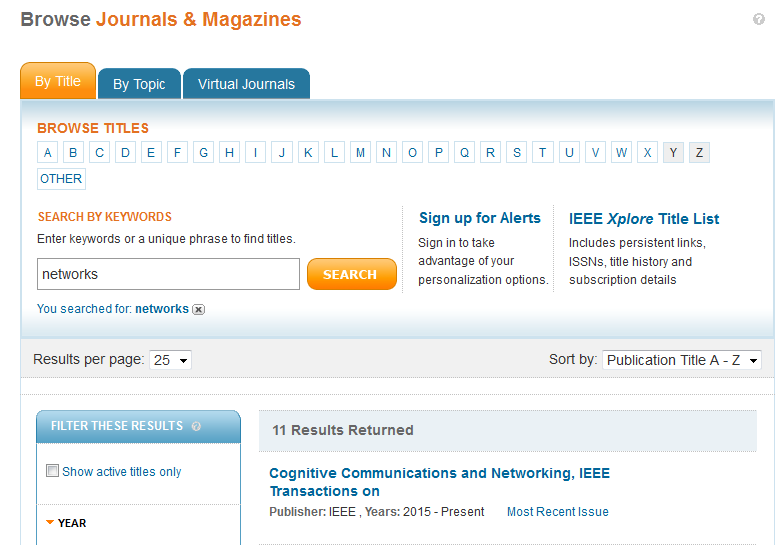 Browse Journals & Magazines
?
By Title By Topic Virtual Journals
BROWSE TITLES
A B C D E F G H I J K L M N O P Q R S T U V W X Y Z
OTHER
SEARCH BY KEYWORDS
Enter keywords or a unique phrase to find titles.
networks SEARCH
You searched for: networks x
Sign up for Alerts
Sign in to take
advantage of your
personalization options.
IEEE Xplore Title List
Includes persistent links,
ISSNs, title history and
subscription details
Results per page: 25 Sort by: Publication Title A - Z
FILTER THESE RESULTS ?
Show active titles only
YEAR
11 Results Returned
Cognitive Communications and Networking, IEEE
Transactions on
Publisher: IEEE , Years: 2015 - Present Most Recent Issue